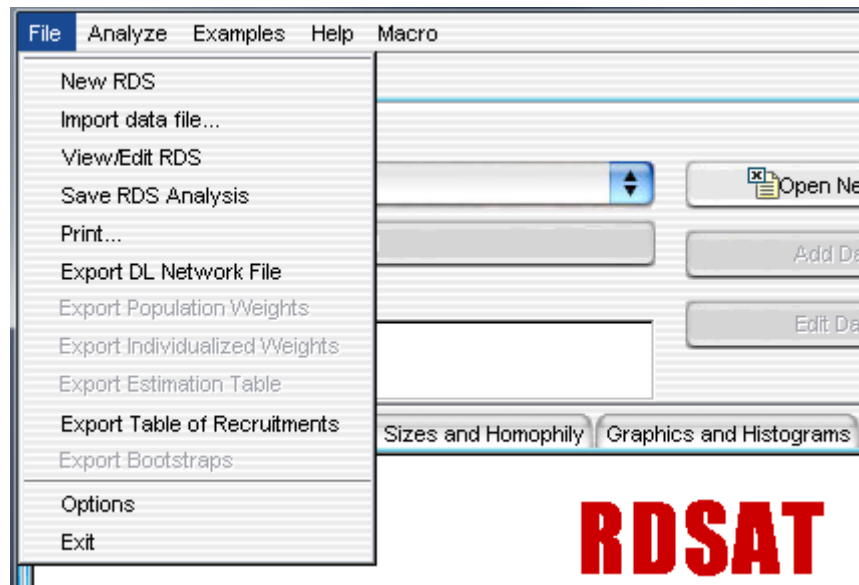 File Analyze Examples Help Macro
New RDS
Import data file...
View/Edit RDS
Save RDS Analysis
Print...
Export DL Network File
Export Population Weights
Export Individualized Weights
Export Estimation Table
Export Table of Recruitments
Export Bootstraps
Options
Exit
Open Ne
Add Da
Edit Da
Sizes and Homophily Graphics and Histograms
RDSAT